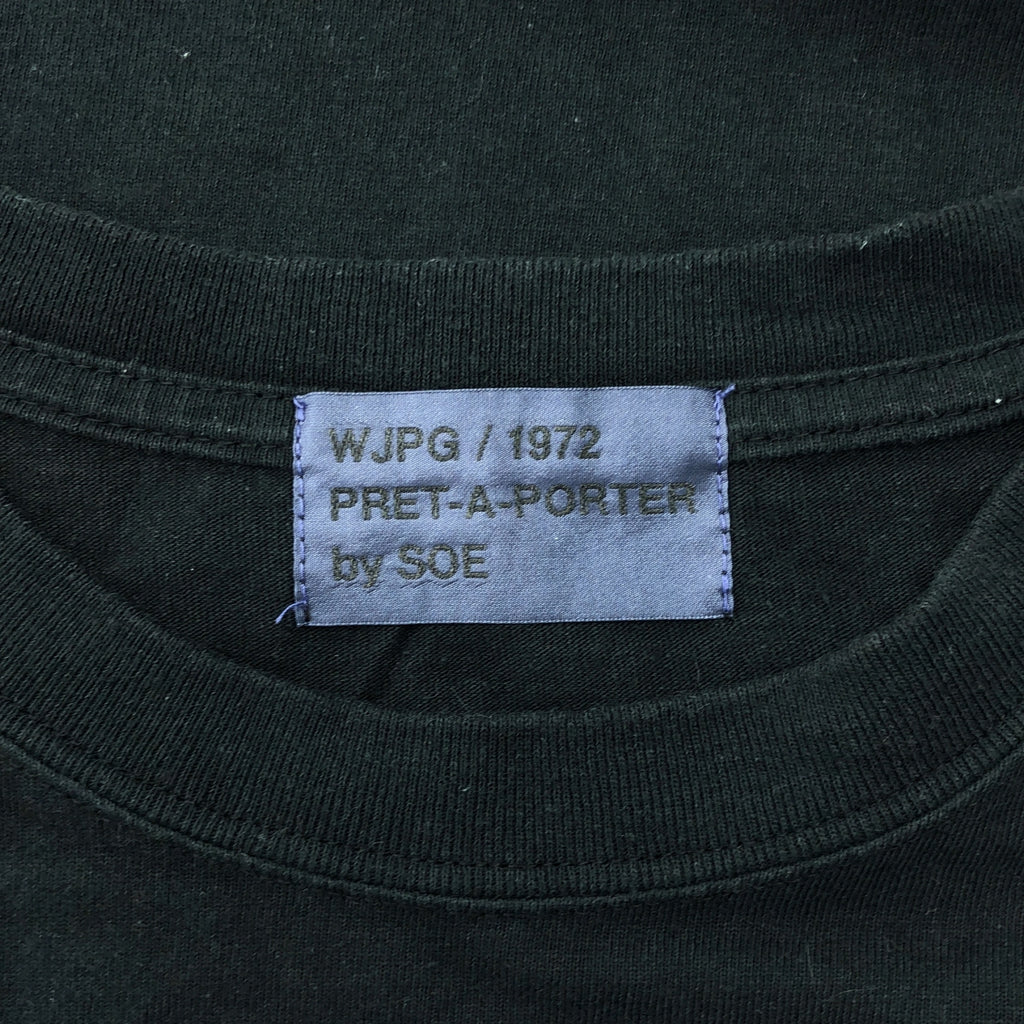 WJPG / 1972
PRET-A-PORTER
by SOE